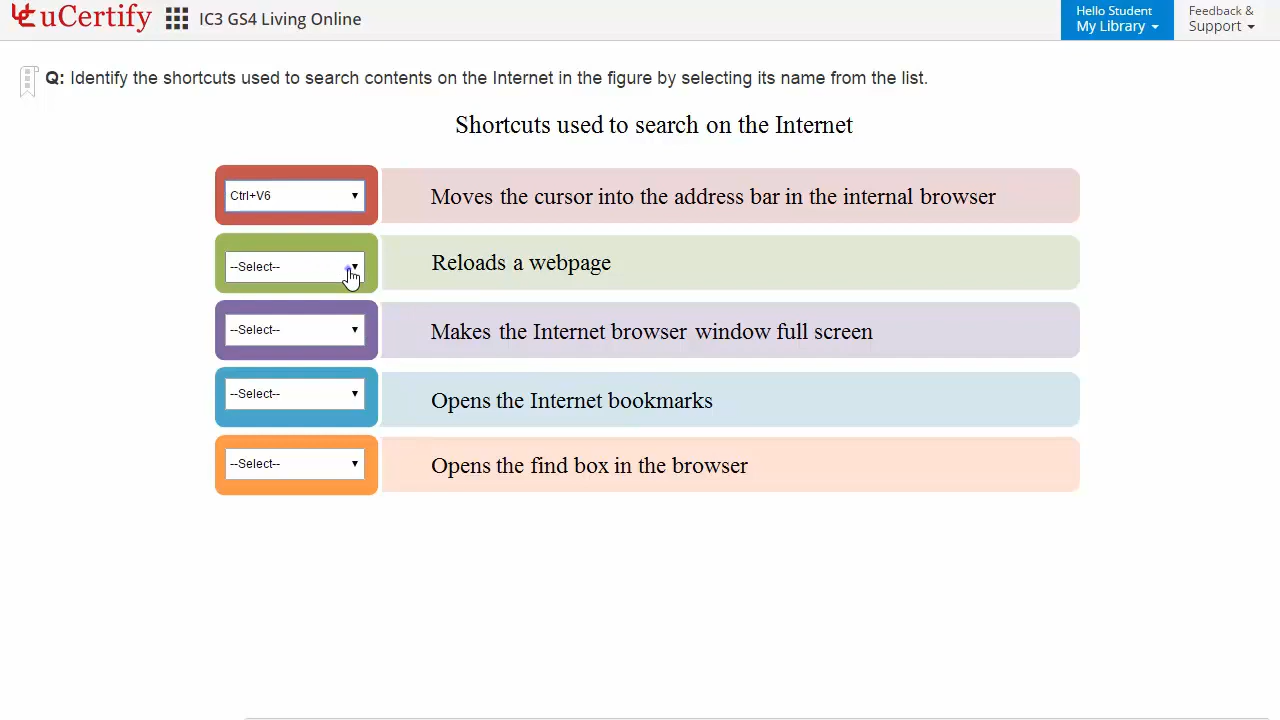 uCertify IC3 GS4 Living Online
Hello Student
My Library
Feedback &
Support
Q: Identify the shortcuts used to search contents on the Internet in the figure by selecting its name from the list.
Shortcuts used to search on the Internet
Ctrl+V6 Moves the cursor into the address bar in the internal browser
--Select-- Reloads a webpage
--Select-- Makes the Internet browser window full screen
--Select-- Opens the Internet bookmarks
--Select-- Opens the find box in the browser